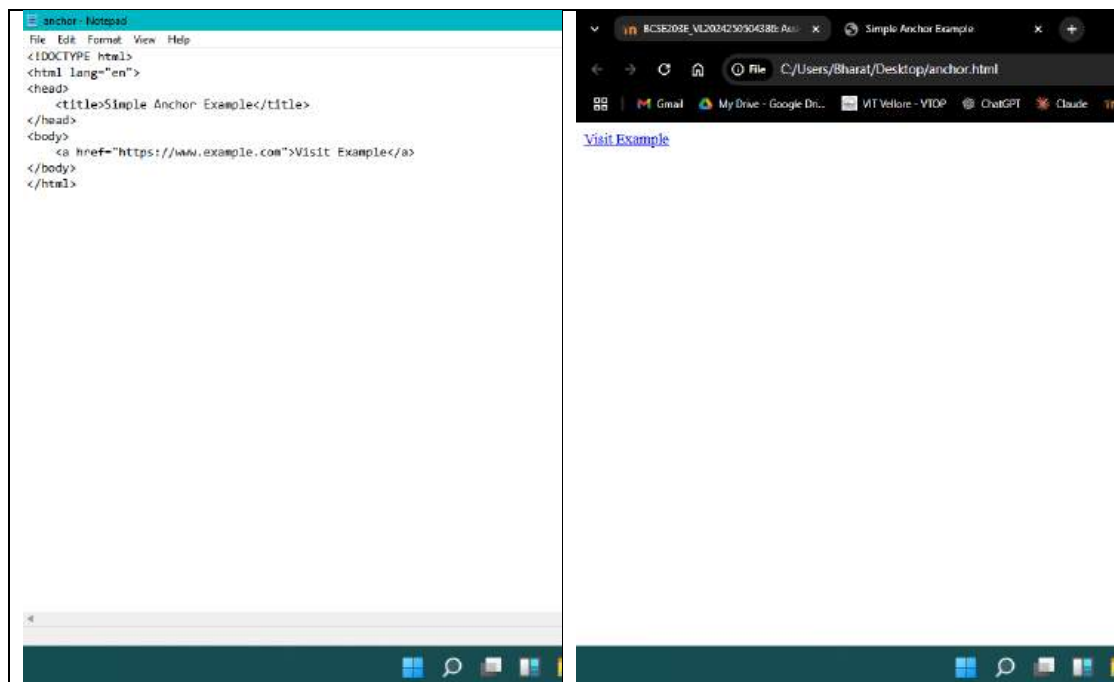 anchor - Notepad
File Edit Format View Help
<!DOCTYPE html>
<html lang="en">
<head>
<title>Simple Anchor Example</title>
</head>
<body>
<a href="https://www.example.com">Visit Example</a>
</body>
</html>
Simple Anchor Example
File C:/Users/Bharat/Desktop/anchor.html
Gmail My Drive - Google Dri... VIT Vellore - VTOP ChatGPT Claude
Visit Example